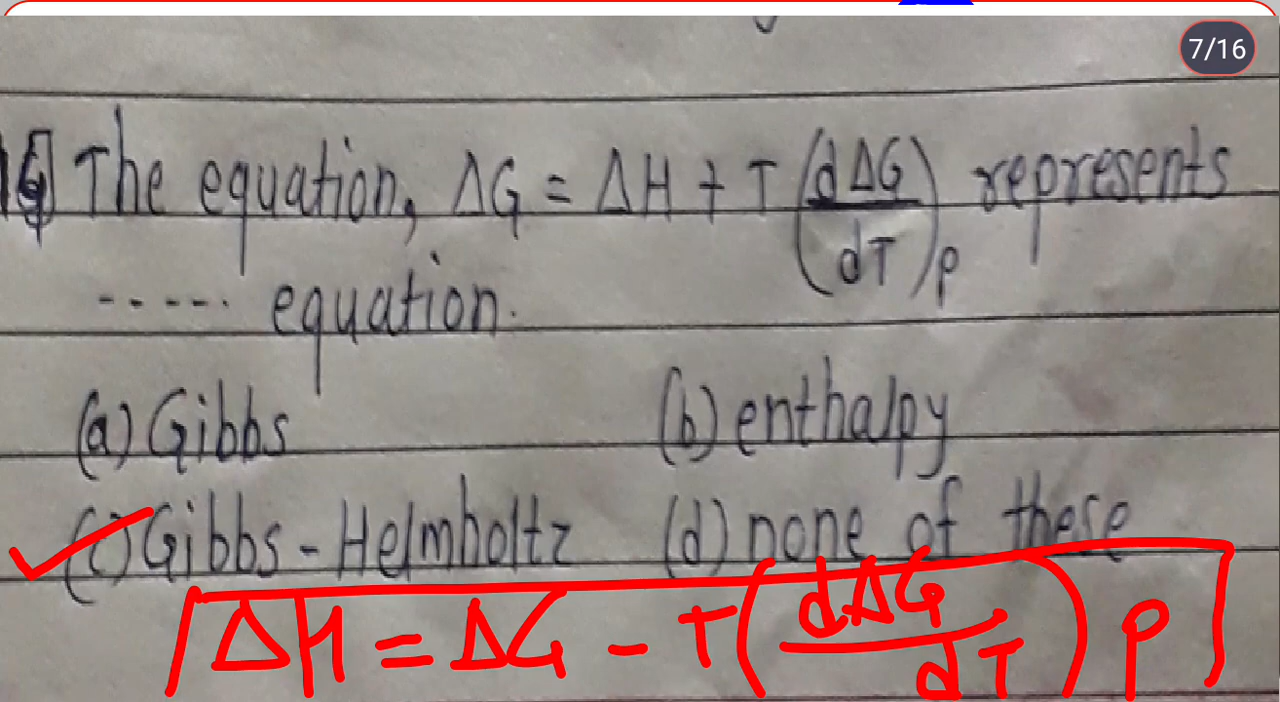 7/16
The equation, ΔG = ΔH + T (dΔG/dT)p represents
..... equation.
(a) Gibbs (b) enthalpy
(c) Gibbs - Helmholtz (d) none of these
ΔH = ΔG - T (dΔG/dT)p